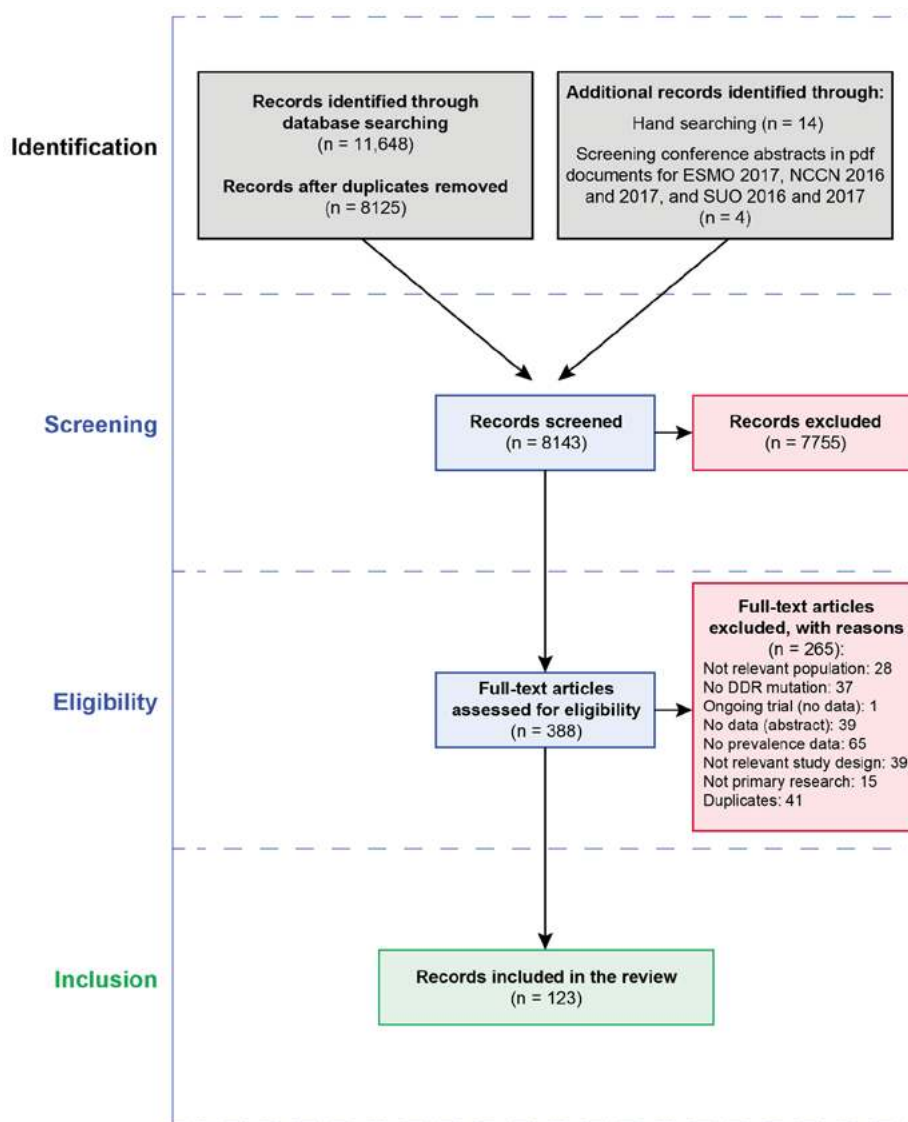 Identification
Records identified through
database searching
(n = 11,648)
Records after duplicates removed
(n = 8125)
Additional records identified through:
Hand searching (n = 14)
Screening conference abstracts in pdf
documents for ESMO 2017, NCCN 2016
and 2017, and SUO 2016 and 2017
(n = 4)
Screening
Records screened
(n = 8143)
Records excluded
(n = 7755)
Eligibility
Full-text articles
assessed for eligibility
(n = 388)
Full-text articles
excluded, with reasons
(n = 265):
Not relevant population: 28
No DDR mutation: 37
Ongoing trial (no data): 1
No data (abstract): 39
No prevalence data: 65
Not relevant study design: 39
Not primary research: 15
Duplicates: 41
Inclusion
Records included in the review
(n = 123)